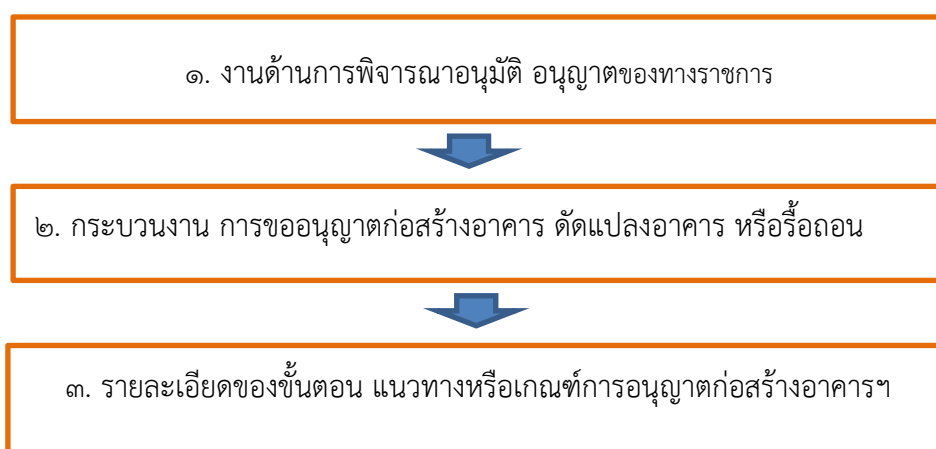 ๑. งานด้านการพิจารณาอนุมัติ อนุญาตของทางราชการ
๒. กระบวนงาน การขออนุญาตก่อสร้างอาคาร ดัดแปลงอาคาร หรือรื้อถอน
๓. รายละเอียดของขั้นตอน แนวทางหรือเกณฑ์การอนุญาตก่อสร้างอาคารฯ